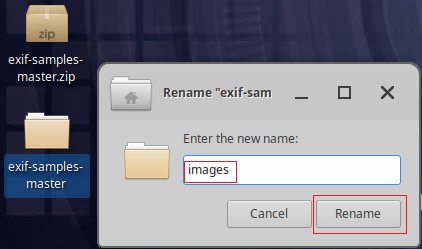 zip
exif-samples-
master.zip
exif-samples-
master
Rename "exif-sam
Enter the new name:
images
Cancel
Rename